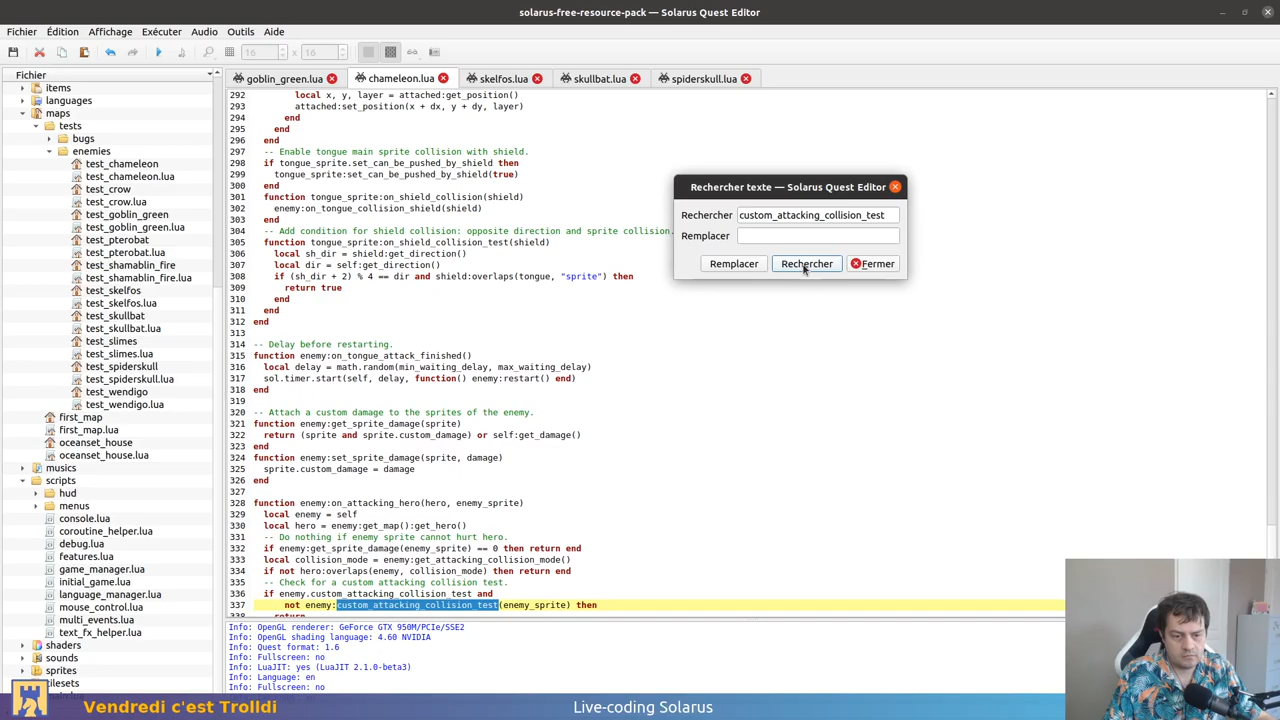 solarus-free-resource-pack — Solarus Quest Editor
Fichier Édition Affichage Exécuter Audio Outils Aide
16 x 16
Fichier
items
languages
maps
tests
bugs
enemies
test_chameleon
test_chameleon.lua
test_crow
test_crow.lua
test_goblin_green
test_goblin_green.lua
test_pterobat
test_pterobat.lua
test_shamablin_fire
test_shamablin_fire.lua
test_skelfos
test_skelfos.lua
test_skullbat
test_skullbat.lua
test_slimes
test_slimes.lua
test_spiderskull
test_spiderskull.lua
test_wendigo
test_wendigo.lua
first_map
first_map.lua
oceanset_house
oceanset_house.lua
musics
scripts
hud
menus
console.lua
coroutine_helper.lua
debug.lua
features.lua
game_manager.lua
initial_game.lua
language_manager.lua
mouse_control.lua
multi_events.lua
text_fx_helper.lua
shaders
sounds
sprites
tilesets
goblin_green.lua chameleon.lua skelfos.lua skullbat.lua spiderskull.lua
292 local x, y, layer = attached:get_position()
293 attached:set_position(x + dx, y + dy, layer)
294 end
295 end
296 end
297 -- Enable tongue main sprite collision with shield.
298 if tongue_sprite.set_can_be_pushed_by_shield then
299 tongue_sprite:set_can_be_pushed_by_shield(true)
300 end
301 function tongue_sprite:on_shield_collision(shield)
302 enemy:on_tongue_collision_shield(shield)
303 end
304 -- Add condition for shield collision: opposite direction and sprite collision.
305 function tongue_sprite:on_shield_collision_test(shield)
306 local sh_dir = shield:get_direction()
307 local dir = self:get_direction()
308 if (sh_dir + 2) % 4 == dir and shield:overlaps(tongue, "sprite") then
309 return true
310 end
311 end
312 end
313
314 -- Delay before restarting.
315 function enemy:on_tongue_attack_finished()
316 local delay = math.random(min_waiting_delay, max_waiting_delay)
317 sol.timer.start(self, delay, function() enemy:restart() end)
318 end
319
320 -- Attach a custom damage to the sprites of the enemy.
321 function enemy:get_sprite_damage(sprite)
322 return (sprite and sprite.custom_damage) or self:get_damage()
323 end
324 function enemy:set_sprite_damage(sprite, damage)
325 sprite.custom_damage = damage
326 end
327
328 function enemy:on_attacking_hero(hero, enemy_sprite)
329 local enemy = self
330 local hero = enemy:get_map():get_hero()
331 -- Do nothing if enemy sprite cannot hurt hero.
332 if enemy:get_sprite_damage(enemy_sprite) == 0 then return end
333 local collision_mode = enemy:get_attacking_collision_mode()
334 if not hero:overlaps(enemy, collision_mode) then return end
335 -- Check for a custom attacking collision test.
336 if enemy.custom_attacking_collision_test and
337 not enemy:custom_attacking_collision_test(enemy_sprite) then
338 return
Rechercher texte — Solarus Quest Editor
Rechercher custom_attacking_collision_test
Remplacer
Remplacer Rechercher Fermer
Info: OpenGL renderer: GeForce GTX 950M/PCIe/SSE2
Info: OpenGL shading language: 4.60 NVIDIA
Info: Quest format: 1.6
Info: Fullscreen: no
Info: LuaJIT: yes (LuaJIT 2.1.0-beta3)
Info: Language: en
Info: Fullscreen: no
Vendredi c'est Trolldi
Live-coding Solarus